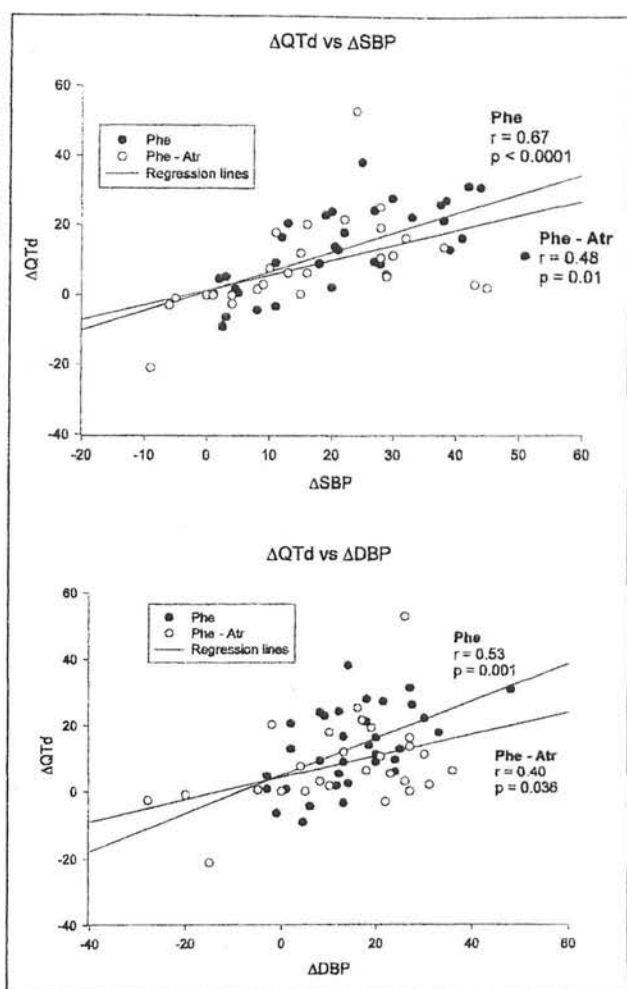 ΔQTd vs ΔSBP
60
40
20
0
-20
-40
ΔQTd
Phe
Phe - Atr
Regression lines
Phe
r = 0.67
p < 0.0001
Phe - Atr
r = 0.48
p = 0.01
-20
-10
0
10
20
30
40
50
60
ΔSBP
ΔQTd vs ΔDBP
60
40
20
0
-20
-40
ΔQTd
Phe
Phe - Atr
Regression lines
Phe
r = 0.53
p = 0.001
Phe - Atr
r = 0.40
p = 0.036
-40
-20
0
20
40
60
ΔDBP